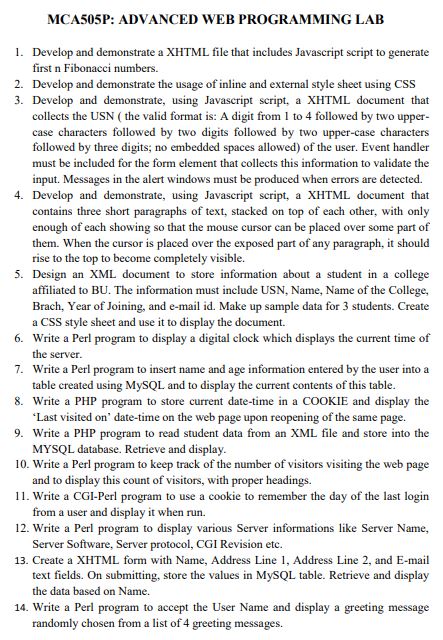 MCA505P: ADVANCED WEB PROGRAMMING LAB
1. Develop and demonstrate a XHTML file that includes Javascript script to generate
first n Fibonacci numbers.
2. Develop and demonstrate the usage of inline and external style sheet using CSS
3. Develop and demonstrate, using Javascript script, a XHTML document that
collects the USN ( the valid format is: A digit from 1 to 4 followed by two upper-
case characters followed by two digits followed by two upper-case characters
followed by three digits; no embedded spaces allowed) of the user. Event handler
must be included for the form element that collects this information to validate the
input. Messages in the alert windows must be produced when errors are detected.
4. Develop and demonstrate, using Javascript script, a XHTML document that
contains three short paragraphs of text, stacked on top of each other, with only
enough of each showing so that the mouse cursor can be placed over some part of
them. When the cursor is placed over the exposed part of any paragraph, it should
rise to the top to become completely visible.
5. Design an XML document to store information about a student in a college
affiliated to BU. The information must include USN, Name, Name of the College,
Brach, Year of Joining, and e-mail id. Make up sample data for 3 students. Create
a CSS style sheet and use it to display the document.
6. Write a Perl program to display a digital clock which displays the current time of
the server.
7. Write a Perl program to insert name and age information entered by the user into a
table created using MySQL and to display the current contents of this table.
8. Write a PHP program to store current date-time in a COOKIE and display the
‘Last visited on’ date-time on the web page upon reopening of the same page.
9. Write a PHP program to read student data from an XML file and store into the
MYSQL database. Retrieve and display.
10. Write a Perl program to keep track of the number of visitors visiting the web page
and to display this count of visitors, with proper headings.
11. Write a CGI-Perl program to use a cookie to remember the day of the last login
from a user and display it when run.
12. Write a Perl program to display various Server informations like Server Name,
Server Software, Server protocol, CGI Revision etc.
13. Create a XHTML form with Name, Address Line 1, Address Line 2, and E-mail
text fields. On submitting, store the values in MySQL table. Retrieve and display
the data based on Name.
14. Write a Perl program to accept the User Name and display a greeting message
randomly chosen from a list of 4 greeting messages.